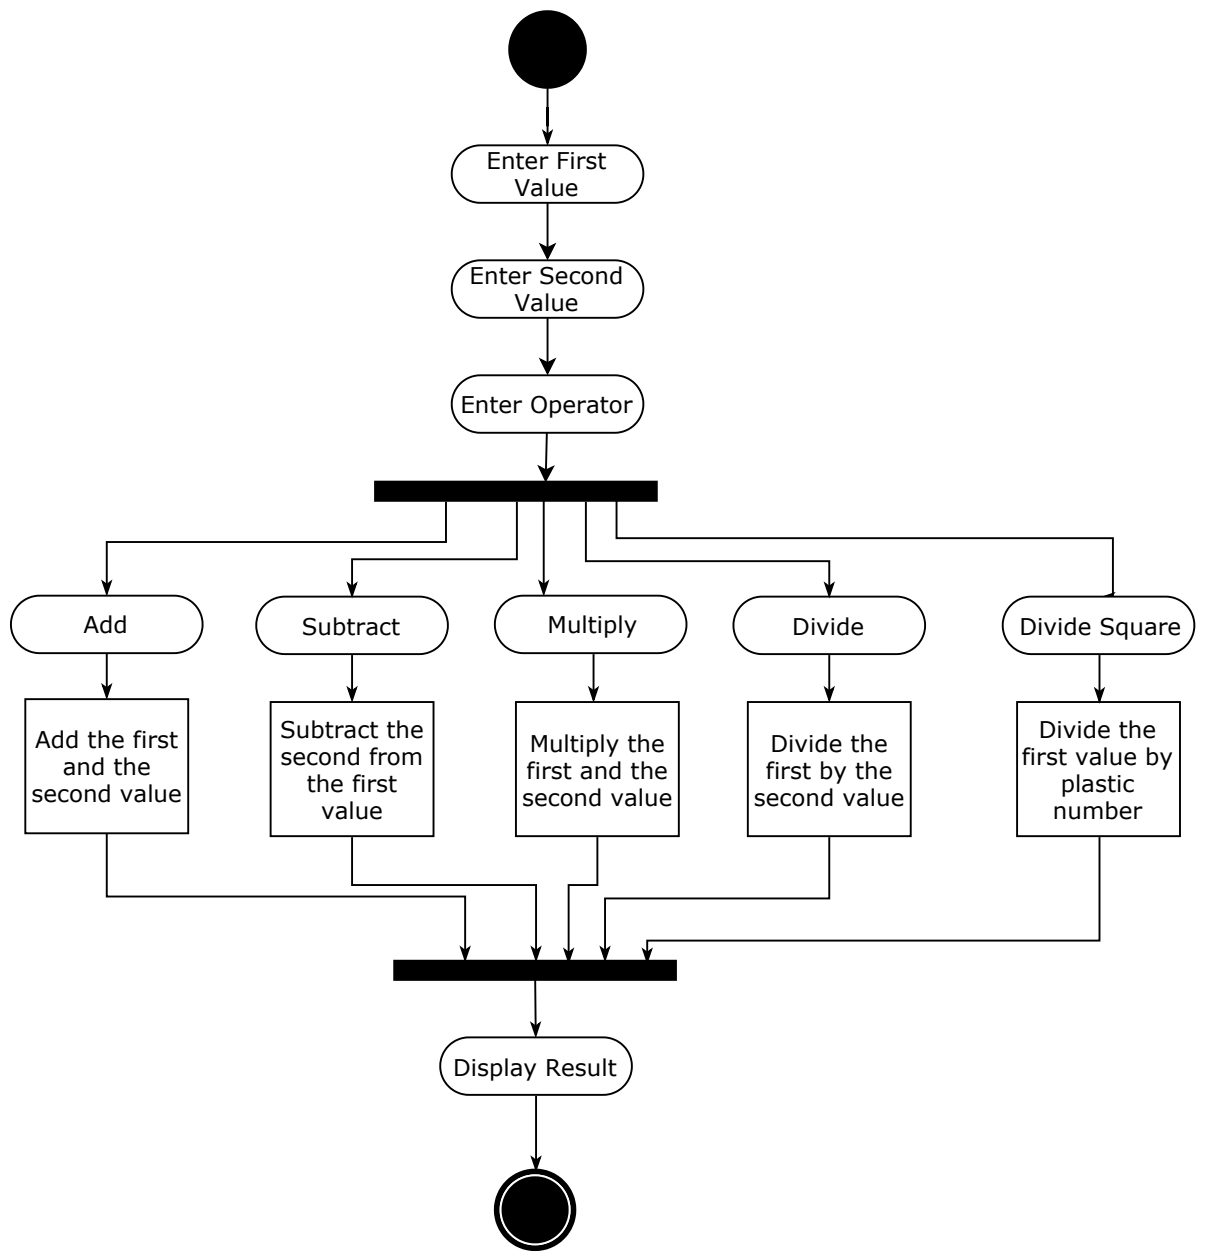 Enter First
Value
Enter Second
Value
Enter Operator
Add
Subtract
Multiply
Divide
Divide Square
Add the first
and the
second value
Subtract the
second from
the first
value
Multiply the
first and the
second value
Divide the
first by the
second value
Divide the
first value by
plastic
number
Display Result